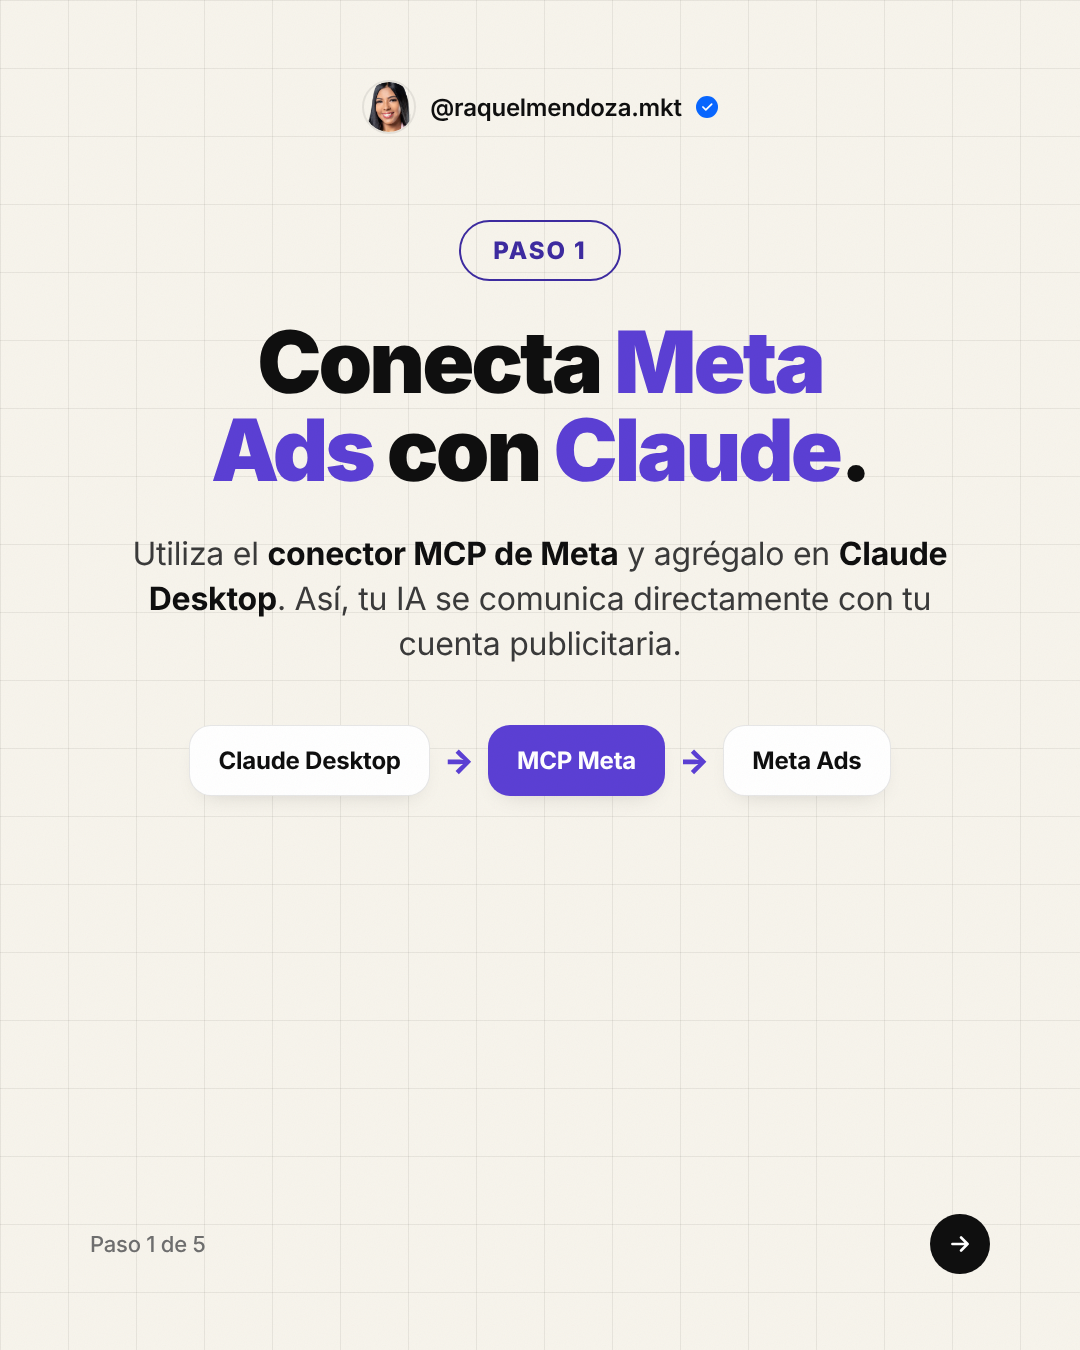 @raquelmendoza.mkt
PASO 1
Conecta Meta
Ads con Claude.
Utiliza el conector MCP de Meta y agrégalo en Claude
Desktop. Así, tu IA se comunica directamente con tu
cuenta publicitaria.
Claude Desktop → MCP Meta → Meta Ads
Paso 1 de 5